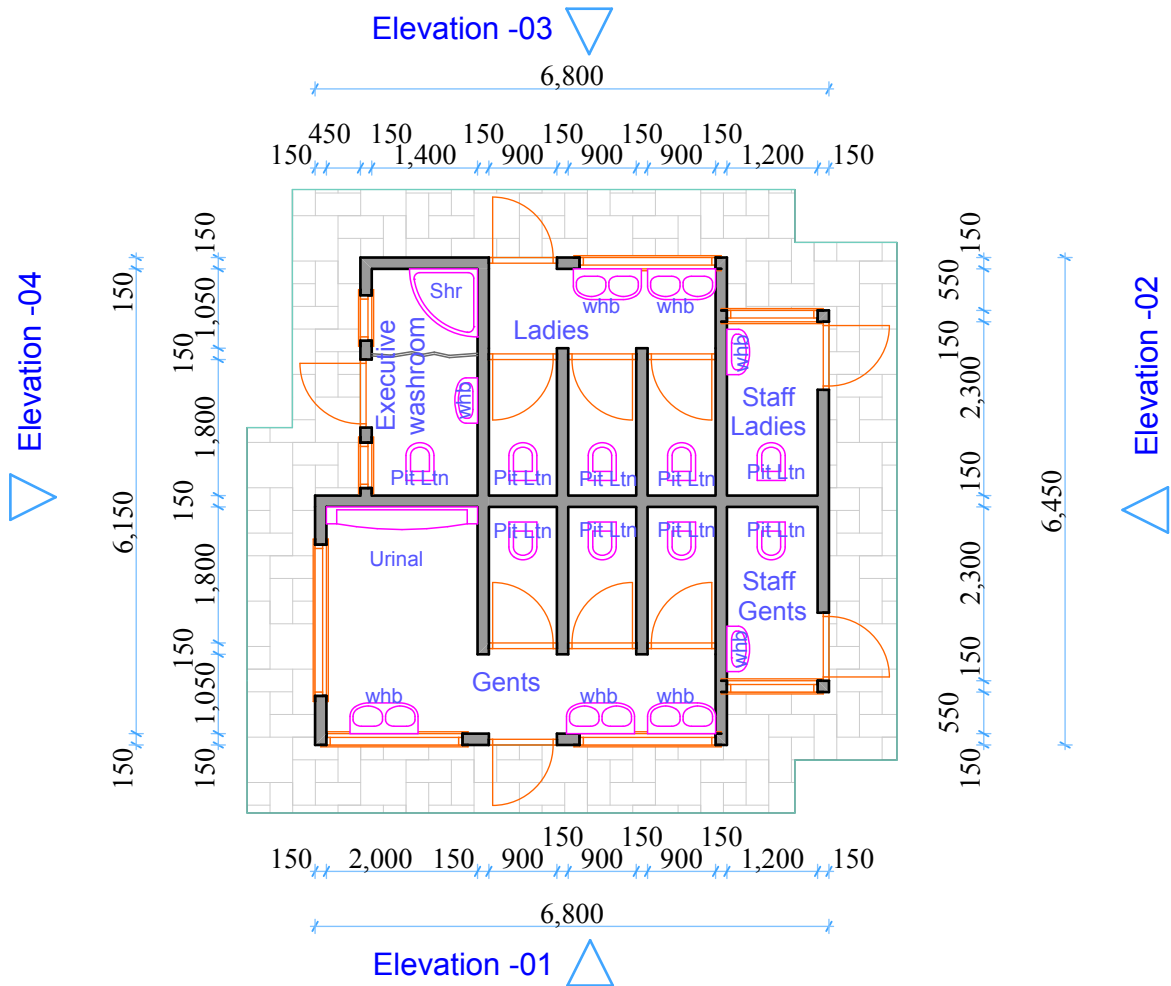 Elevation -03
6,800
450 150 150 150 150 150
150 1,400 900 900 900 1,200 150
Elevation -04
6,150
150
150
150
1,050
150
1,800
150
1,800
150
1,050
150
Shr
Executive
washroom
whb
Pit Ltn
Ladies
whb whb
Pit Ltn Pit Ltn Pit Ltn
whb
Staff
Ladies
Pit Ltn
Urinal
Pit Ltn Pit Ltn Pit Ltn
Pit Ltn
Staff
Gents
whb
Gents
whb whb whb
150
550
150
2,300
150
2,300
150
550
150
6,450
Elevation -02
150 150 150
150 2,000 150 900 900 900 1,200 150
6,800
Elevation -01